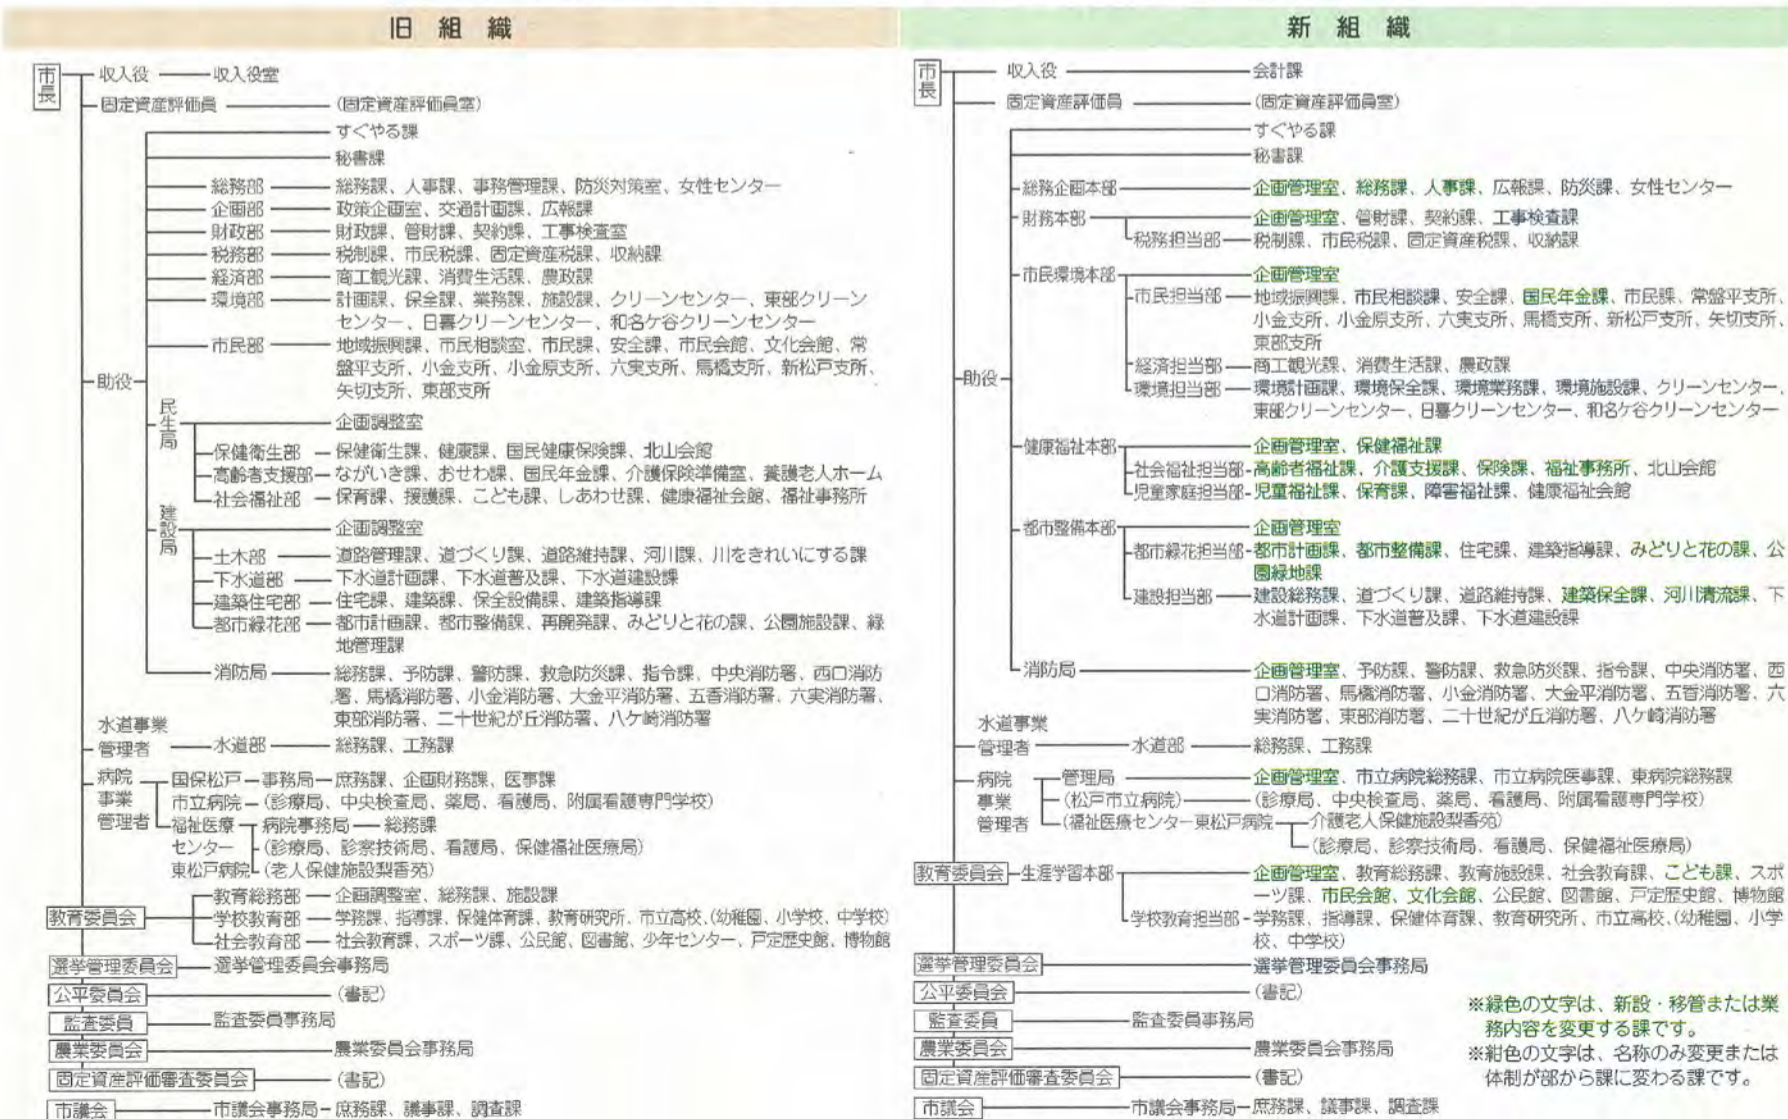 旧組織
市長
収入役 収入役室
固定資産評価員 (固定資産評価員室)
助役
すぐやる課
秘書課
総務部 総務課、人事課、事務管理課、防災対策室、女性センター
企画部 政策企画室、交通計画課、広報課
財政部 財政課、管財課、契約課、工事検査室
税務部 税制課、市民税課、固定資産税課、収納課
経済部 商工観光課、消費生活課、農政課
環境部 計画課、保全課、業務課、施設課、クリーンセンター、東部クリーン
センター、日暮クリーンセンター、和名ケ谷クリーンセンター
市民部 地域振興課、市民相談室、市民課、安全課、市民会館、文化会館、常
盤平支所、小金支所、小金原支所、六実支所、馬橋支所、新松戸支所、
矢切支所、東部支所
民生局
企画調整室
保健衛生部 保健衛生課、健康課、国民健康保険課、北山会館
高齢者支援部 ながいき課、おせわ課、国民年金課、介護保険準備室、養護老人ホーム
社会福祉部 保育課、援護課、こども課、しあわせ課、健康福祉会館、福祉事務所
建設局
企画調整室
土木部 道路管理課、道づくり課、道路維持課、河川課、川をきれいにする課
下水道部 下水道計画課、下水道普及課、下水道建設課
建築住宅部 住宅課、建築課、保全設備課、建築指導課
都市緑花部 都市計画課、都市整備課、再開発課、みどりと花の課、公園施設課、緑
地管理課
消防局 総務課、予防課、警防課、救急防災課、指令課、中央消防署、西口消防
署、馬橋消防署、小金消防署、大金平消防署、五香消防署、六実消防署、
東部消防署、二十世紀が丘消防署、八ケ崎消防署
水道事業
管理者 水道部 総務課、工務課
病院 国保松戸 事務局 庶務課、企画財務課、医事課
事業 市立病院 (診療局、中央検査局、薬局、看護局、附属看護専門学校)
管理者 福祉医療 病院事務局 総務課
センター (診療局、診察技術局、看護局、保健福祉医療局)
東松戸病院 (老人保健施設梨香苑)
教育委員会
教育総務部 企画調整室、総務課、施設課
学校教育部 学務課、指導課、保健体育課、教育研究所、市立高校、(幼稚園、小学校、中学校)
社会教育部 社会教育課、スポーツ課、公民館、図書館、少年センター、戸定歴史館、博物館
選挙管理委員会 選挙管理委員会事務局
公平委員会 (書記)
監査委員 監査委員事務局
農業委員会 農業委員会事務局
固定資産評価審査委員会 (書記)
市議会 市議会事務局 庶務課、議事課、調査課
新組織
市長
収入役 会計課
固定資産評価員 (固定資産評価員室)
助役
すぐやる課
秘書課
総務企画本部 企画管理室、総務課、人事課、広報課、防災課、女性センター
財務本部 企画管理室、管財課、契約課、工事検査課
税務担当部 税制課、市民税課、固定資産税課、収納課
市民環境本部 企画管理室
市民担当部 地域振興課、市民相談課、安全課、国民年金課、市民課、常盤平支所、
小金支所、小金原支所、六実支所、馬橋支所、新松戸支所、矢切支所、
東部支所
経済担当部 商工観光課、消費生活課、農政課
環境担当部 環境計画課、環境保全課、環境業務課、環境施設課、クリーンセンター、
東部クリーンセンター、日暮クリーンセンター、和名ケ谷クリーンセンター
健康福祉本部 企画管理室、保健福祉課
社会福祉担当部 高齢者福祉課、介護支援課、保険課、福祉事務所、北山会館
児童家庭担当部 児童福祉課、保育課、障害福祉課、健康福祉会館
都市整備本部 企画管理室
都市緑花担当部 都市計画課、都市整備課、住宅課、建築指導課、みどりと花の課、公
園緑地課
建設担当部 建設総務課、道づくり課、道路維持課、建築保全課、河川清流課、下
水道計画課、下水道普及課、下水道建設課
消防局 企画管理室、予防課、警防課、救急防災課、指令課、中央消防署、西
口消防署、馬橋消防署、小金消防署、大金平消防署、五香消防署、六
実消防署、東部消防署、二十世紀が丘消防署、八ケ崎消防署
水道事業
管理者 水道部 総務課、工務課
病院 管理局 企画管理室、市立病院総務課、市立病院医事課、東病院総務課
事業 (松戸市立病院) (診療局、中央検査局、薬局、看護局、附属看護専門学校)
管理者 (福祉医療センター東松戸病院 介護老人保健施設梨香苑)
(診療局、診察技術局、看護局、保健福祉医療局)
教育委員会 生涯学習本部 企画管理室、教育総務課、教育施設課、社会教育課、こども課、スポ
ーツ課、市民会館、文化会館、公民館、図書館、戸定歴史館、博物館
学校教育担当部 学務課、指導課、保健体育課、教育研究所、市立高校、(幼稚園、小学
校、中学校)
選挙管理委員会 選挙管理委員会事務局
公平委員会 (書記)
監査委員 監査委員事務局
農業委員会 農業委員会事務局
固定資産評価審査委員会 (書記)
市議会 市議会事務局 庶務課、議事課、調査課
※緑色の文字は、新設・移管または業
務内容を変更する課です。
※紺色の文字は、名称のみ変更または
体制が部から課に変わる課です。